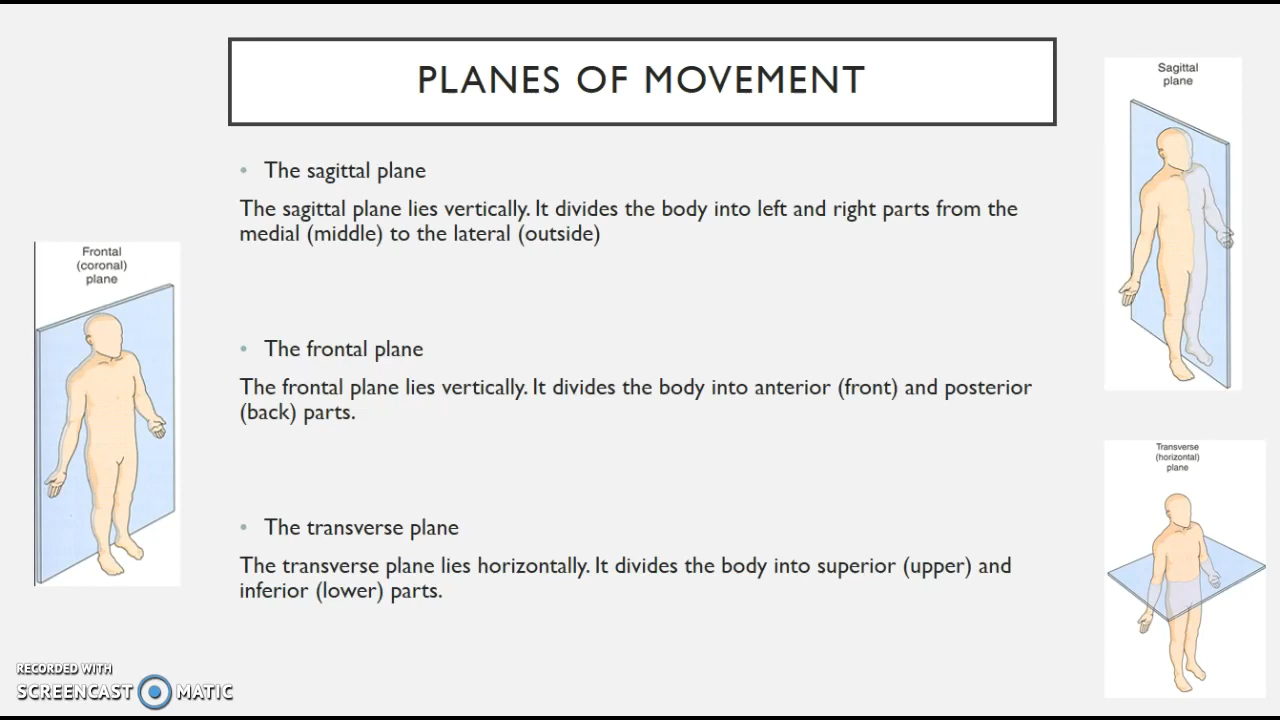 PLANES OF MOVEMENT
• The sagittal plane
The sagittal plane lies vertically. It divides the body into left and right parts from the
medial (middle) to the lateral (outside)
• The frontal plane
The frontal plane lies vertically. It divides the body into anterior (front) and posterior
(back) parts.
• The transverse plane
The transverse plane lies horizontally. It divides the body into superior (upper) and
inferior (lower) parts.
Frontal
(coronal)
plane
Sagittal
plane
Transverse
(horizontal)
plane
RECORDED WITH
SCREENCAST MATIC